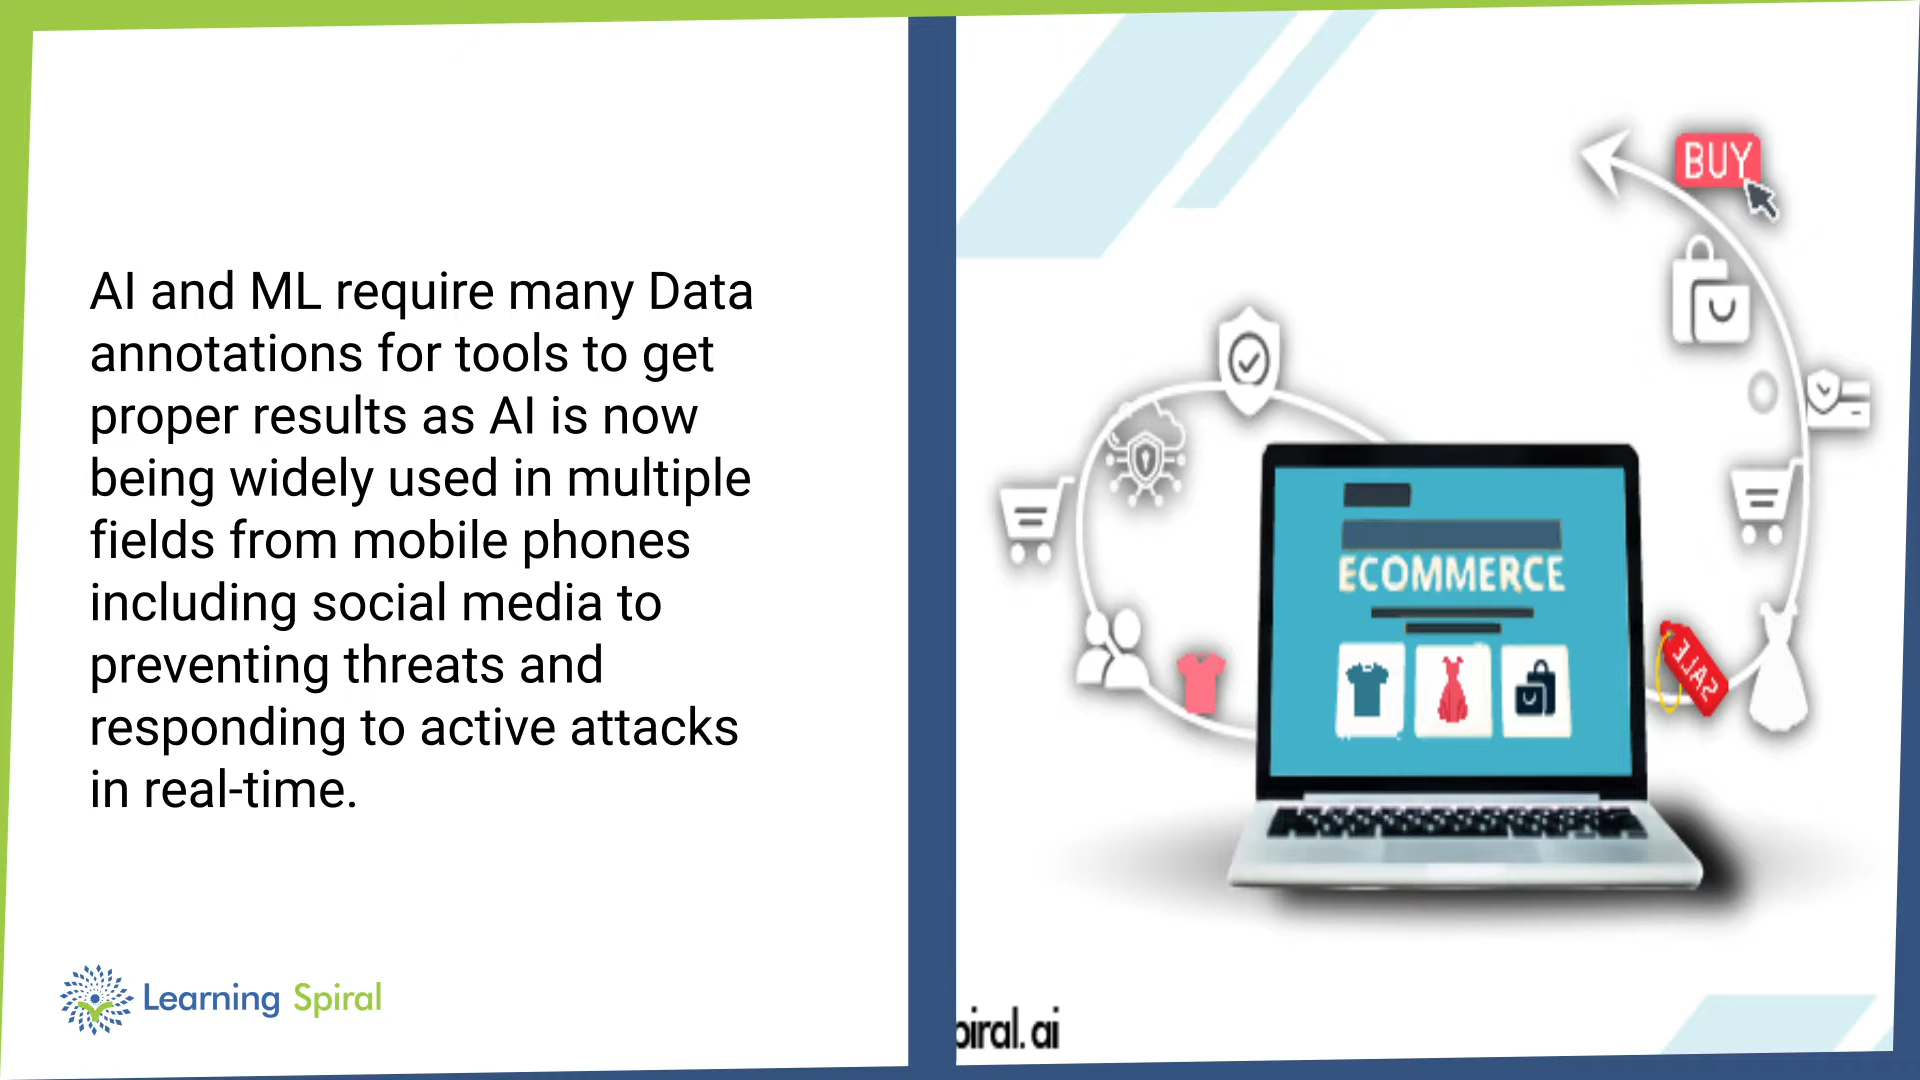 AI and ML require many Data
annotations for tools to get
proper results as AI is now
being widely used in multiple
fields from mobile phones
including social media to
preventing threats and
responding to active attacks
in real-time.
Learning Spiral
BUY
ECOMMERCE
SALE
piral.ai